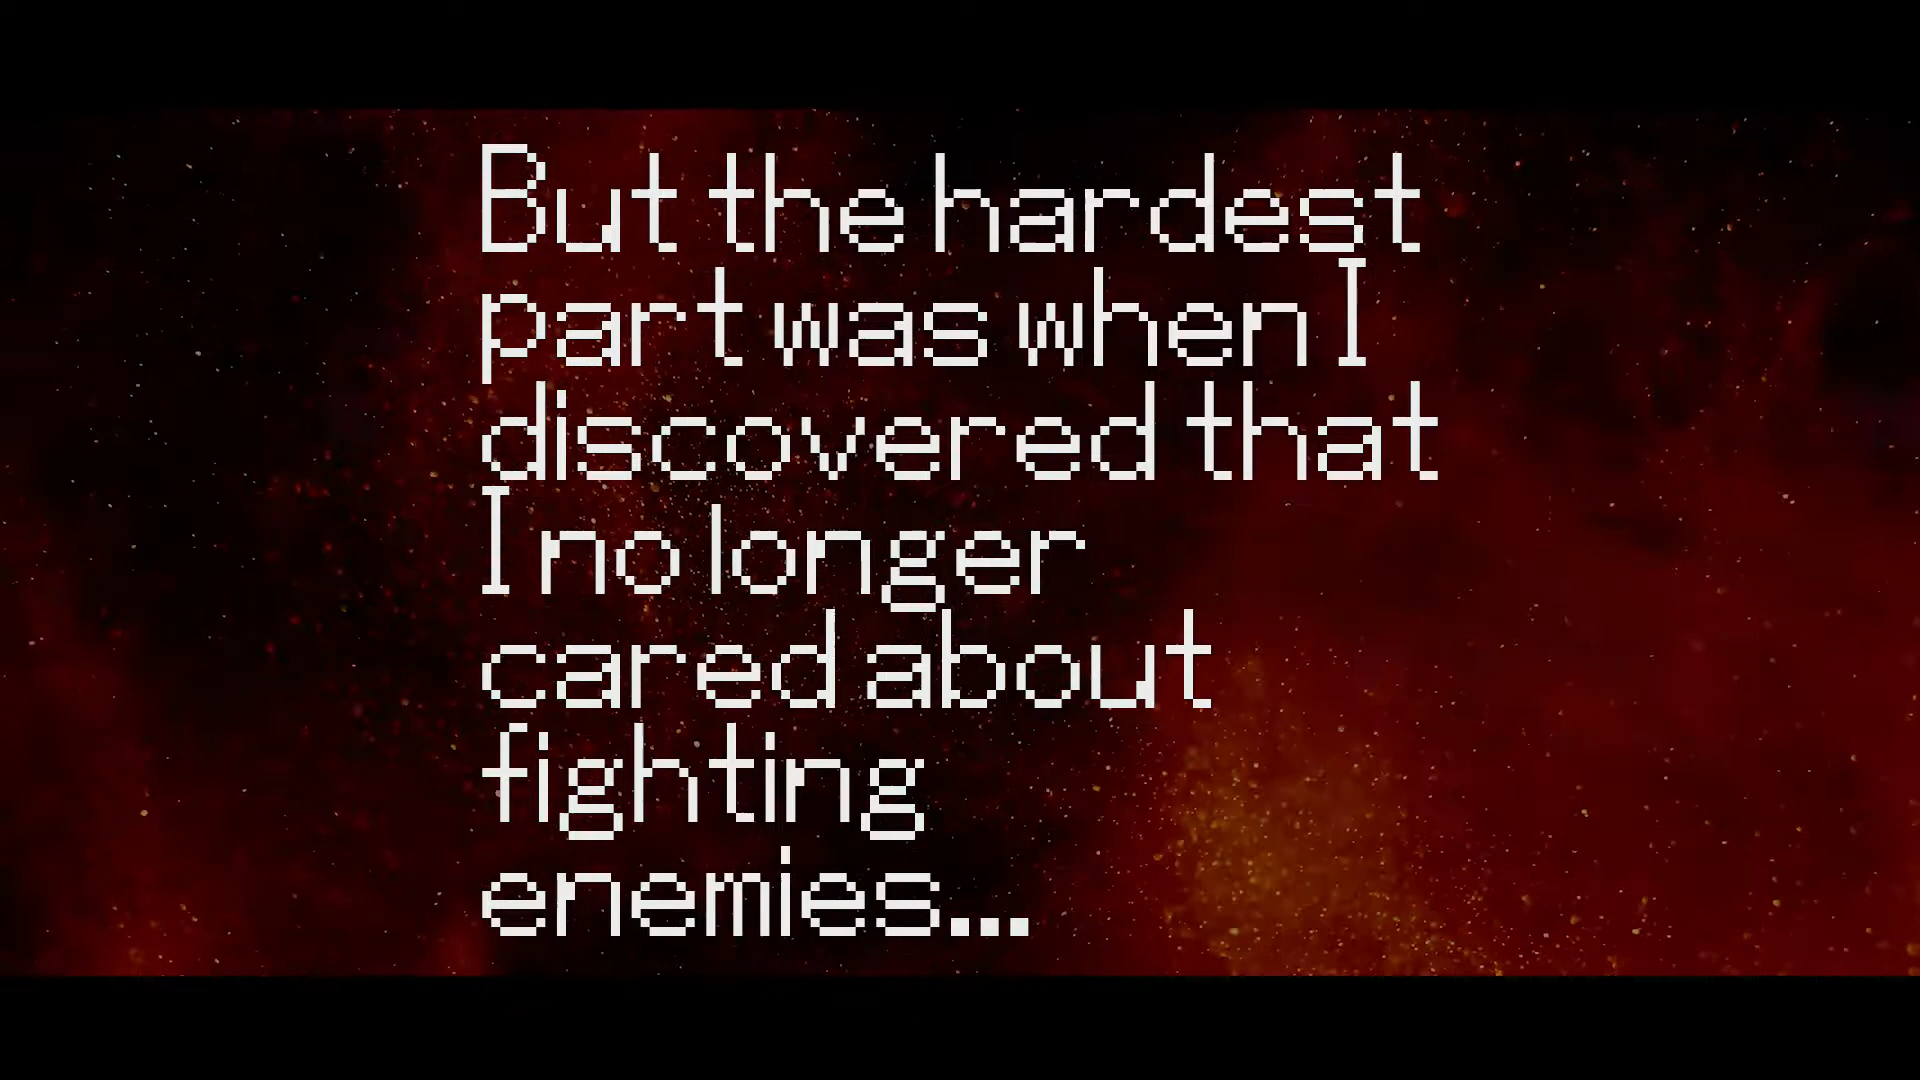 But the hardest
part was when I
discovered that
I no longer
cared about
fighting
enemies...